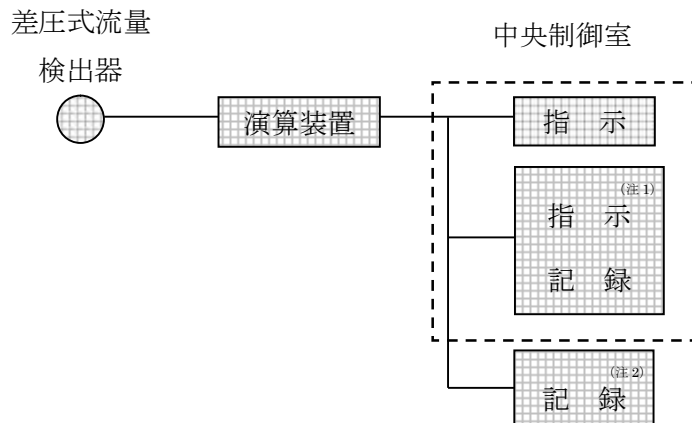 差圧式流量
検出器
中央制御室
演算装置
指 示
(注1)
指 示
記 録
(注2)
記 録